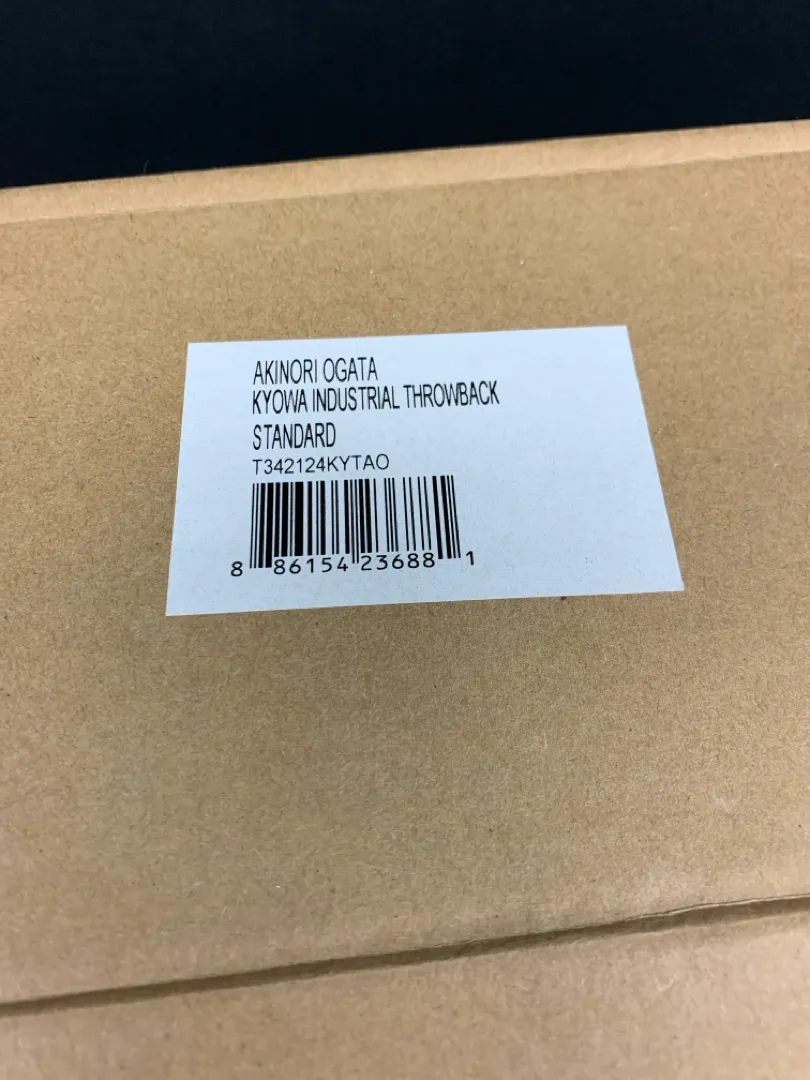 AKINORI OGATA
KYOWA INDUSTRIAL THROWBACK
STANDARD
T342124KYTAO
8 86154 23688 1